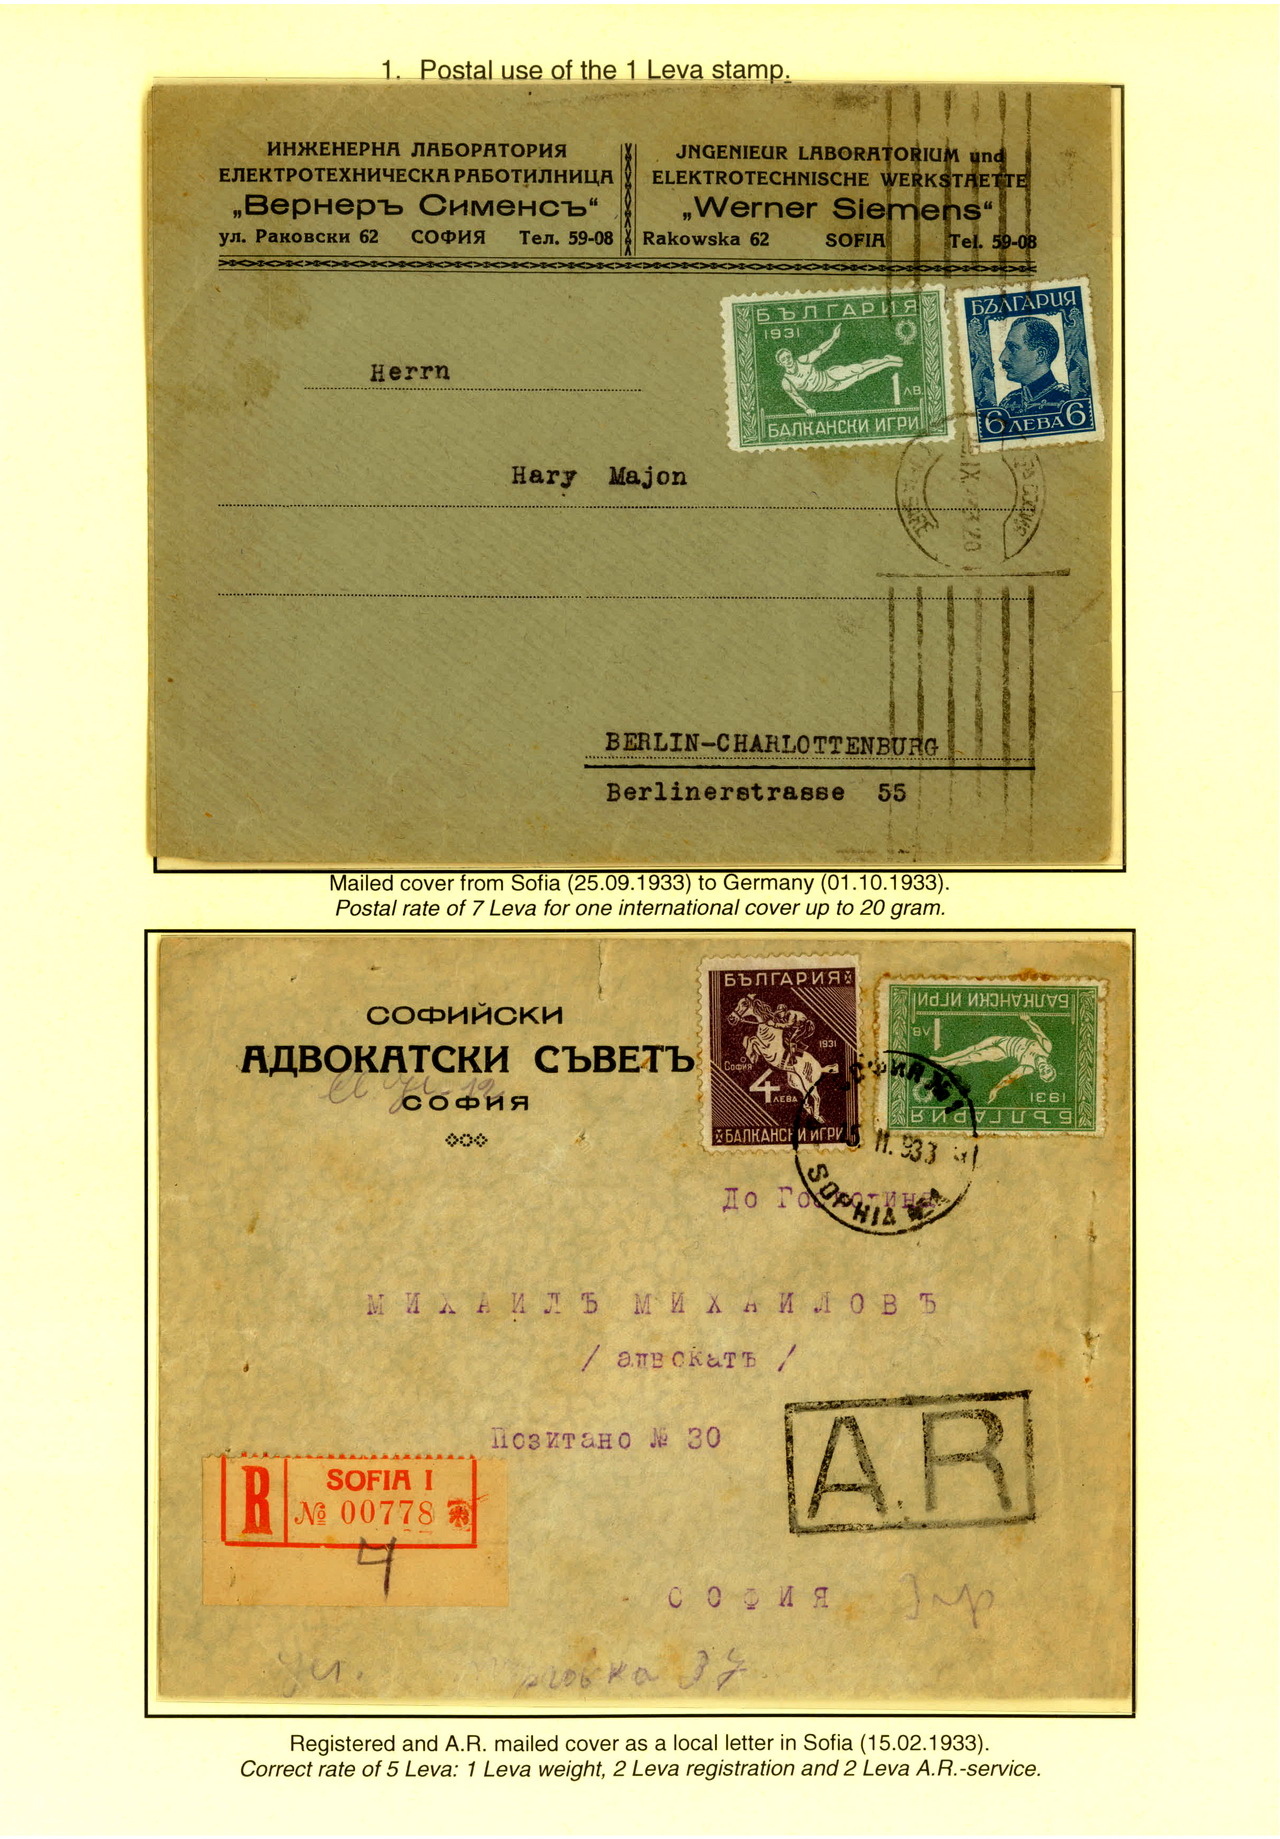 1. Postal use of the 1 Leva stamp.
ИНЖЕНЕРНА ЛАБОРАТОРИЯ
ЕЛЕКТРОТЕХНИЧЕСКА РАБОТИЛНИЦА
„Вернеръ Сименсъ“
ул. Раковски 62 СОФИЯ Тел. 59-08
JNGENIEUR LABORATORIUM und
ELEKTROTECHNISCHE WERKSTAETTE
„Werner Siemens“
Rakowska 62 SOFIA Tel. 59-08
БЪЛГАРИЯ
1931
1 ЛВ.
БАЛКАНСКИ ИГРИ
БЪЛГАРИЯ
6 ЛЕВА 6
Herrn
Hary Majon
BERLIN-CHARLOTTENBURG
Berlinerstrasse 55
Mailed cover from Sofia (25.09.1933) to Germany (01.10.1933).
Postal rate of 7 Leva for one international cover up to 20 gram.
СОФИЙСКИ
АДВОКАТСКИ СЪВЕТЪ
СОФИЯ
БЪЛГАРИЯ
1931
София
4 ЛЕВА
БАЛКАНСКИ ИГРИ
БЪЛГАРИЯ
1931
1 ЛВ
БАЛКАНСКИ ИГРИ
СОФИЯ №1
II. 933
SOPHIA
До Господина
МИХАИЛЪ МИХАИЛОВЪ
/ адвокатъ /
Позитано № 30
R SOFIA I
№ 00778
4
A.R
СОФИЯ
ул. 37
Registered and A.R. mailed cover as a local letter in Sofia (15.02.1933).
Correct rate of 5 Leva: 1 Leva weight, 2 Leva registration and 2 Leva A.R.-service.